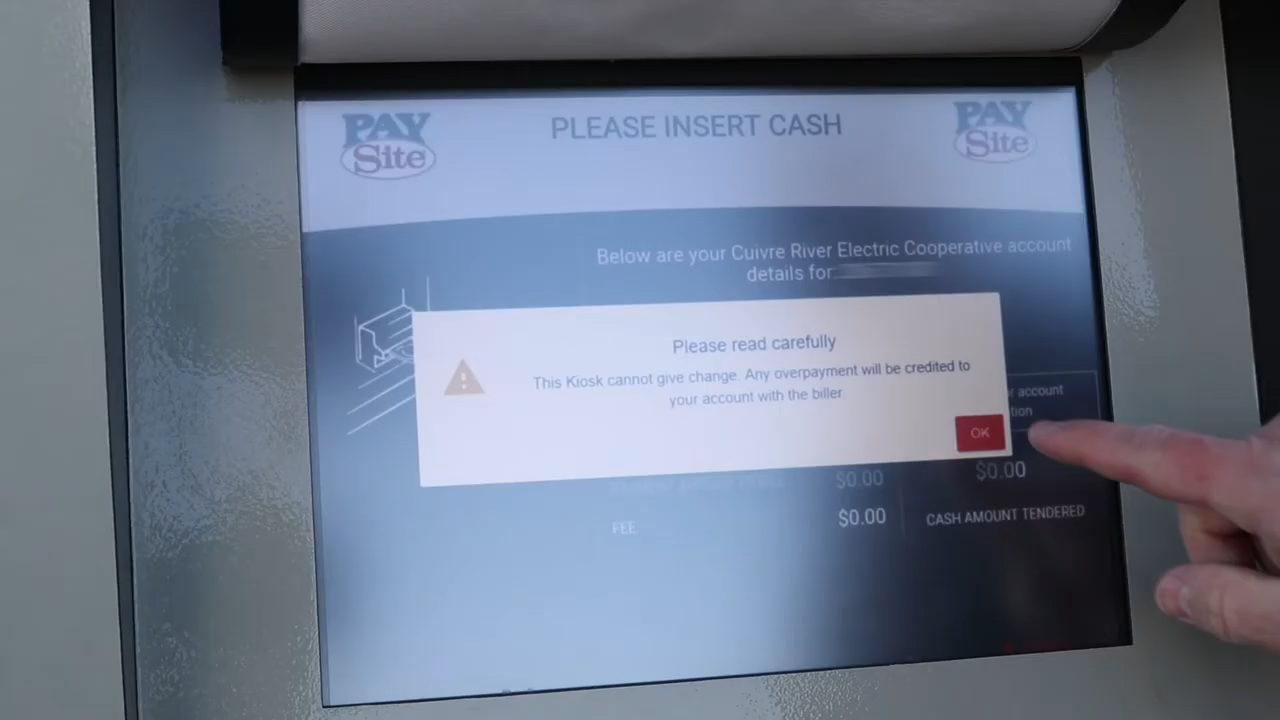 PAY
Site
PLEASE INSERT CASH
PAY
Site
Below are your Cuivre River Electric Cooperative account
details for
Please read carefully
This Kiosk cannot give change. Any overpayment will be credited to
your account with the biller
account
OK
$0.00
$0.00
FEE
$0.00
CASH AMOUNT TENDERED